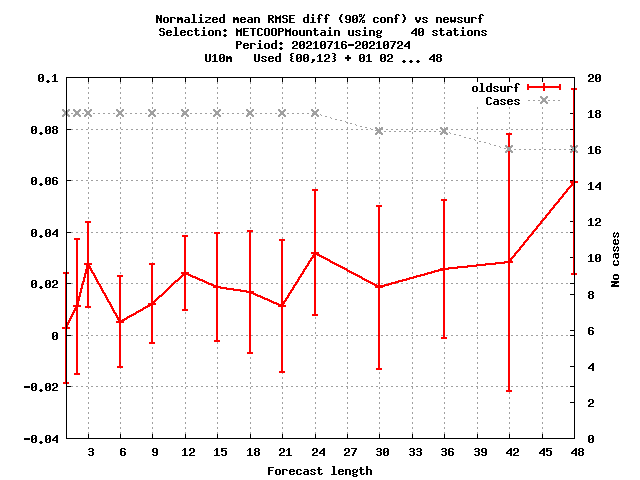 Normalized mean RMSE diff (90% conf) vs newsurf
Selection: METCOOPMountain using    40 stations
Period: 20210716-20210724
U10m   Used {00,12} + 01 02 ... 48
oldsurf
Cases
0.1
0.08
0.06
0.04
0.02
0
-0.02
-0.04
20
18
16
14
12
10
8
6
4
2
0
No cases
3 6 9 12 15 18 21 24 27 30 33 36 39 42 45 48
Forecast length